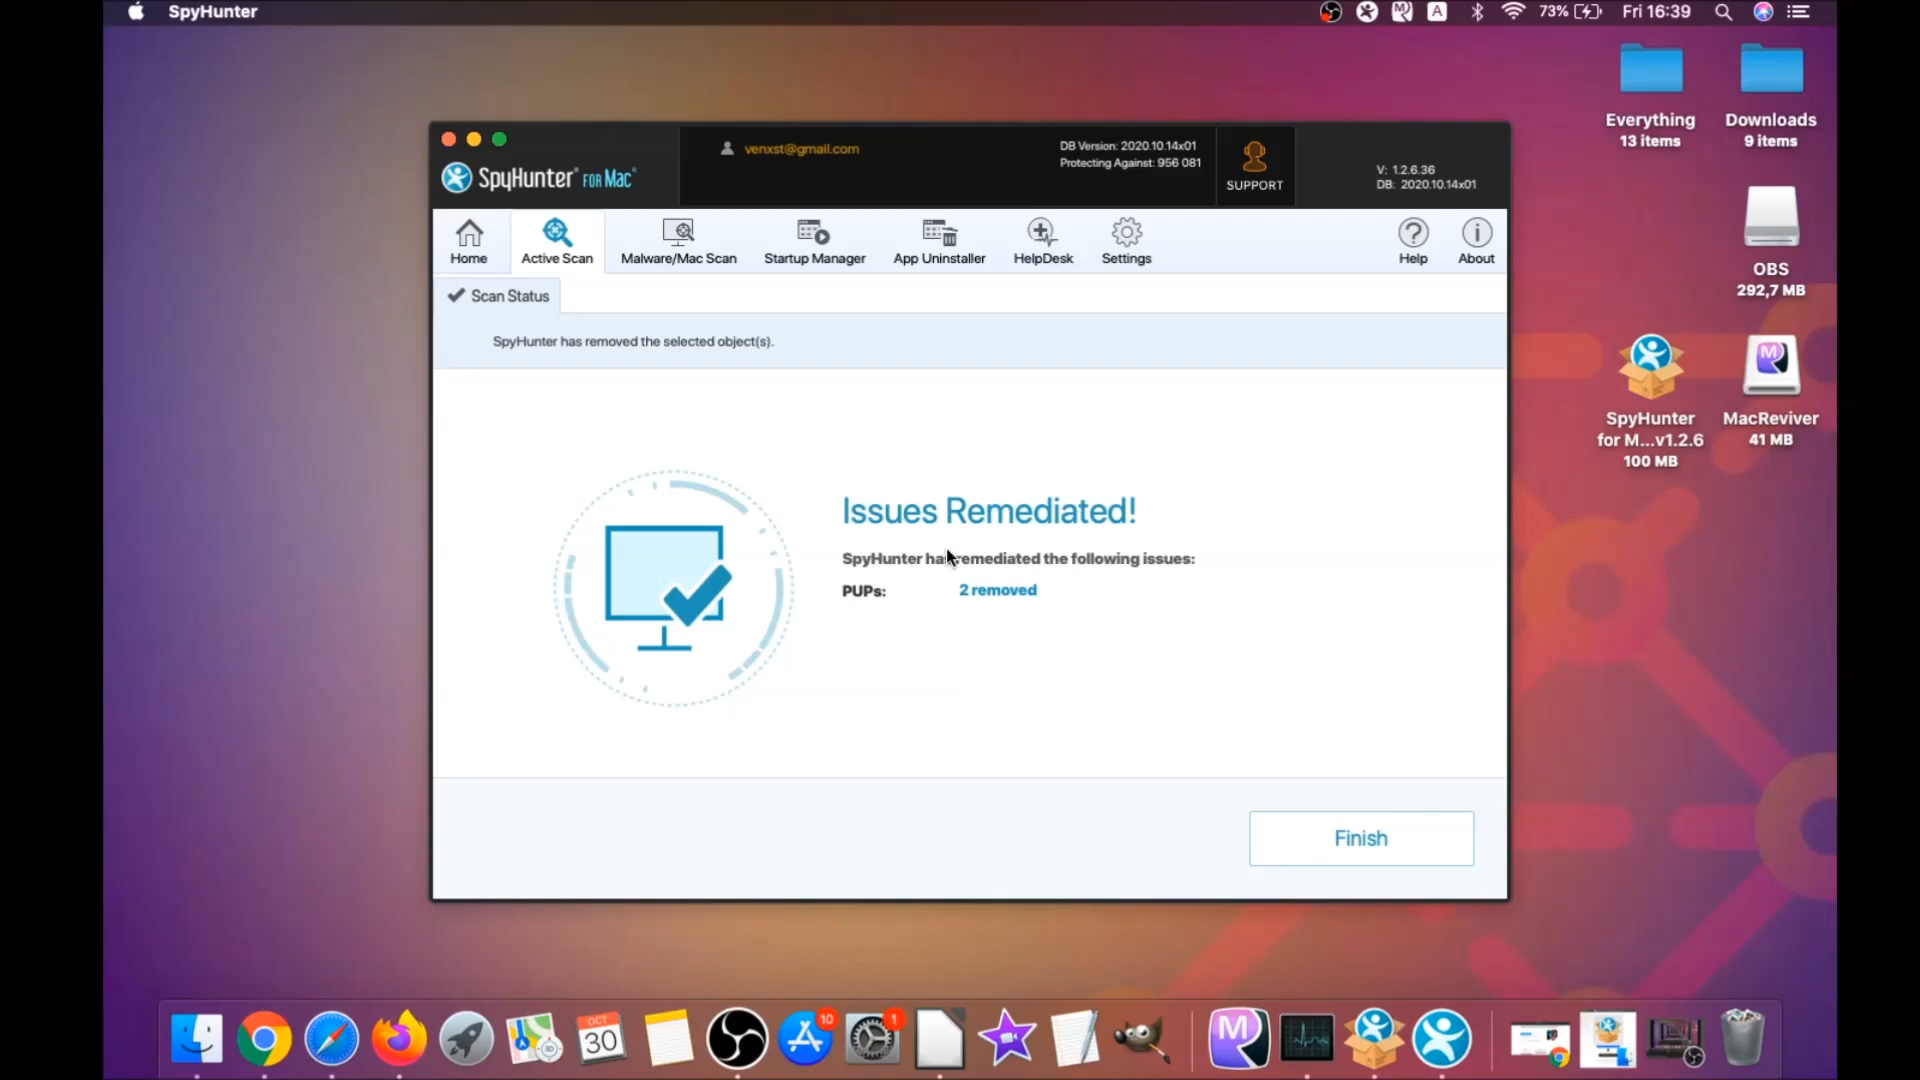 SpyHunter
A
73%
Fri 16:39
Everything
13 items
Downloads
9 items
OBS
292,7 MB
SpyHunter
for M...v1.2.6
100 MB
MacReviver
41 MB
SpyHunter® FOR MAC®
venxst@gmail.com
DB Version: 2020.10.14x01
Protecting Against: 956 081
SUPPORT
V: 1.2.6.36
DB: 2020.10.14x01
Home
Active Scan
Malware/Mac Scan
Startup Manager
App Uninstaller
HelpDesk
Settings
Help
About
Scan Status
SpyHunter has removed the selected object(s).
Issues Remediated!
SpyHunter has remediated the following issues:
PUPs: 2 removed
Finish
OCT
30
10
1
M